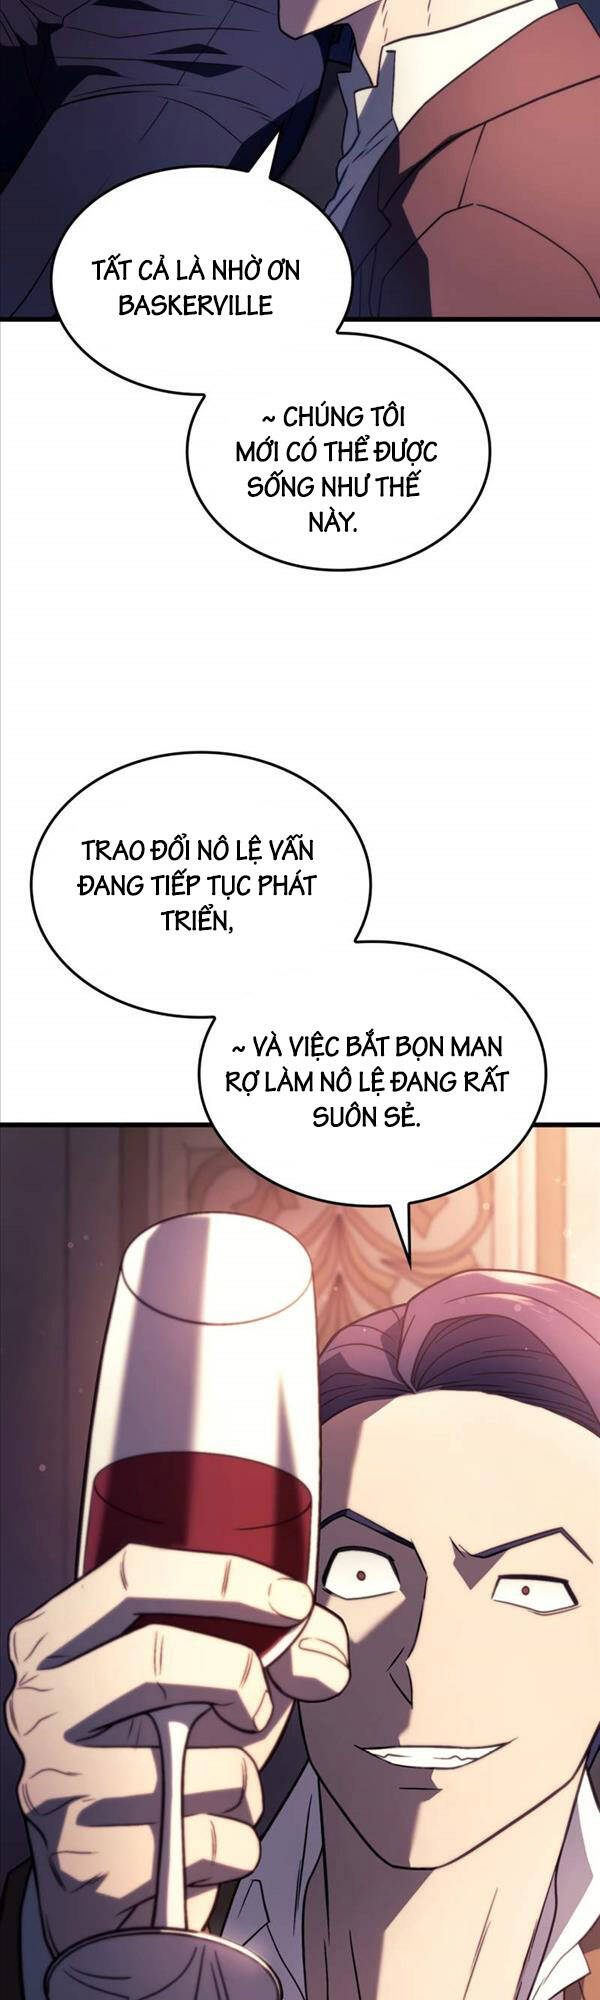 TẤT CẢ LÀ NHỜ ƠN
BASKERVILLE
~ CHÚNG TÔI
MỚI CÓ THỂ ĐƯỢC
SỐNG NHƯ THẾ
NÀY.
TRAO ĐỔI NÔ LỆ VẪN
ĐANG TIẾP TỤC PHÁT
TRIỂN,
~ VÀ VIỆC BẮT BỌN MAN
RỢ LÀM NÔ LỆ ĐANG RẤT
SUÔN SẺ.